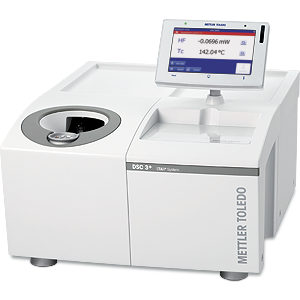 METTLER TOLEDO
HF
-0.0696 mW
Tc
142.04 °C
DSC 3+
STARe System
METTLER TOLEDO